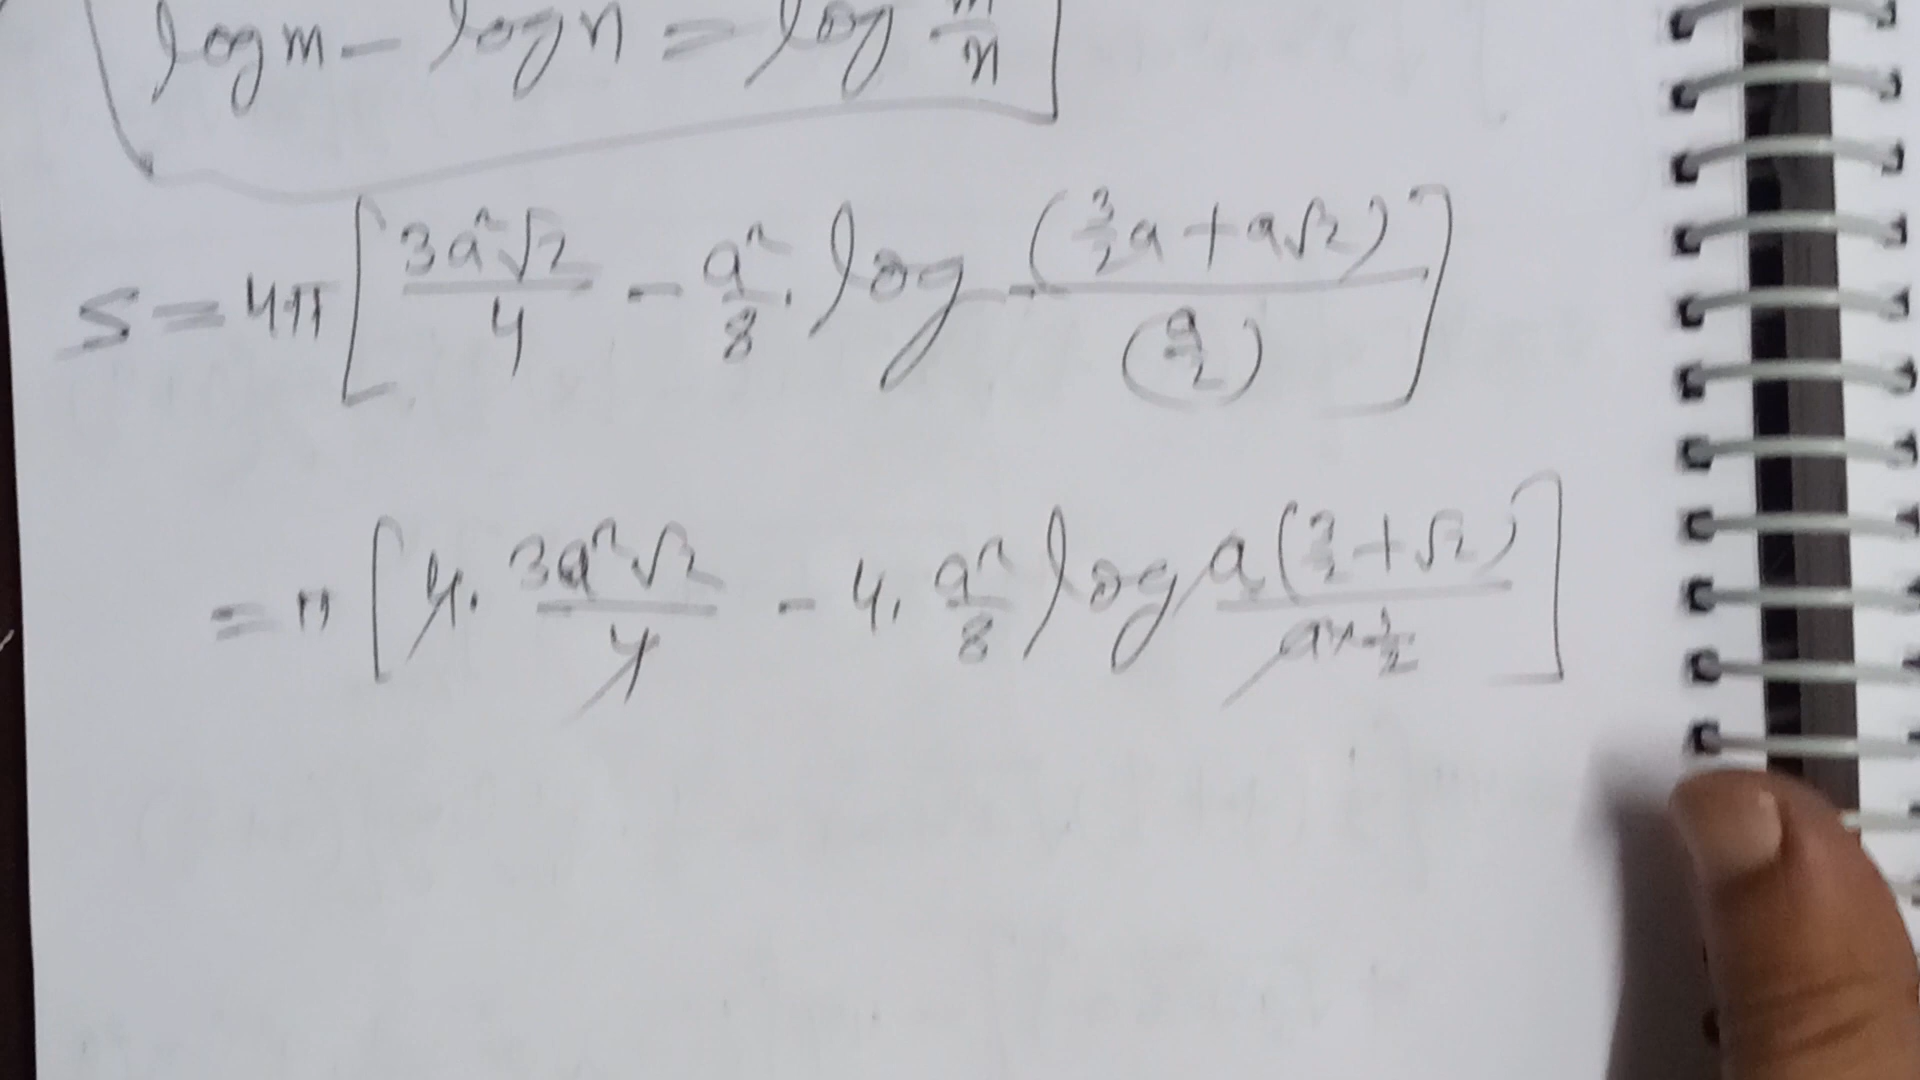 log m - log n = log m/n
S = 4π [ 3a²√2/4 - a²/8 . log (3/2 a + a√2)/(a/2) ]
= π [ 4. 3a²√2/4 - 4. a²/8 log a(3/2 + √2)/(a × 1/2) ]